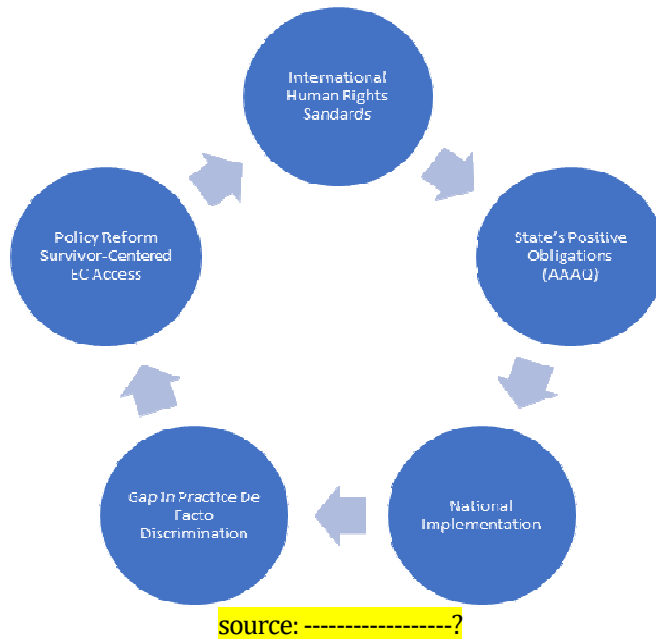 International
Human Rights
Sandards
State's Positive
Obligations
(AAAQ)
National
Implementation
Gap in Practice De
Facto
Discrimination
Policy Reform
Survivor-Centered
EC Access
source: ------------------?